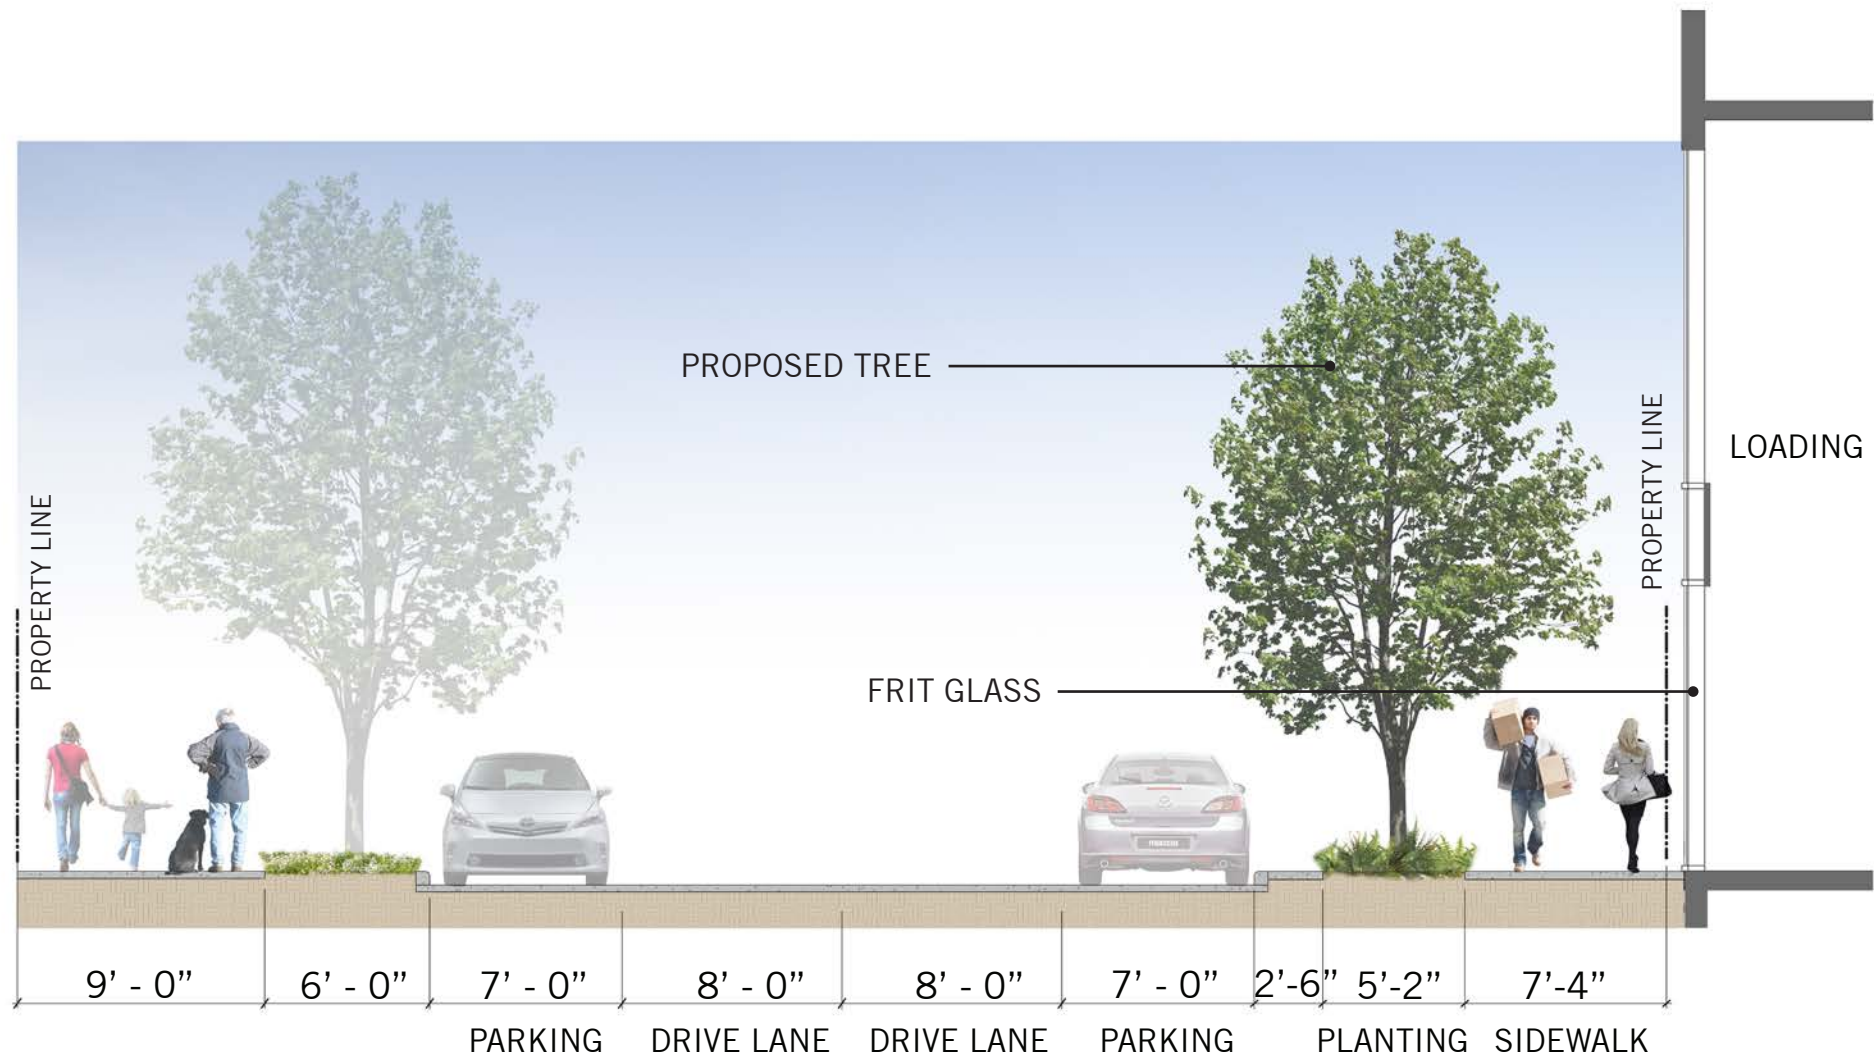 PROPOSED TREE
PROPERTY LINE
LOADING
PROPERTY LINE
FRIT GLASS
9’ - 0” 6’ - 0” 7’ - 0” 8’ - 0” 8’ - 0” 7’ - 0” 2’-6” 5’-2” 7’-4”
PARKING DRIVE LANE DRIVE LANE PARKING PLANTING SIDEWALK